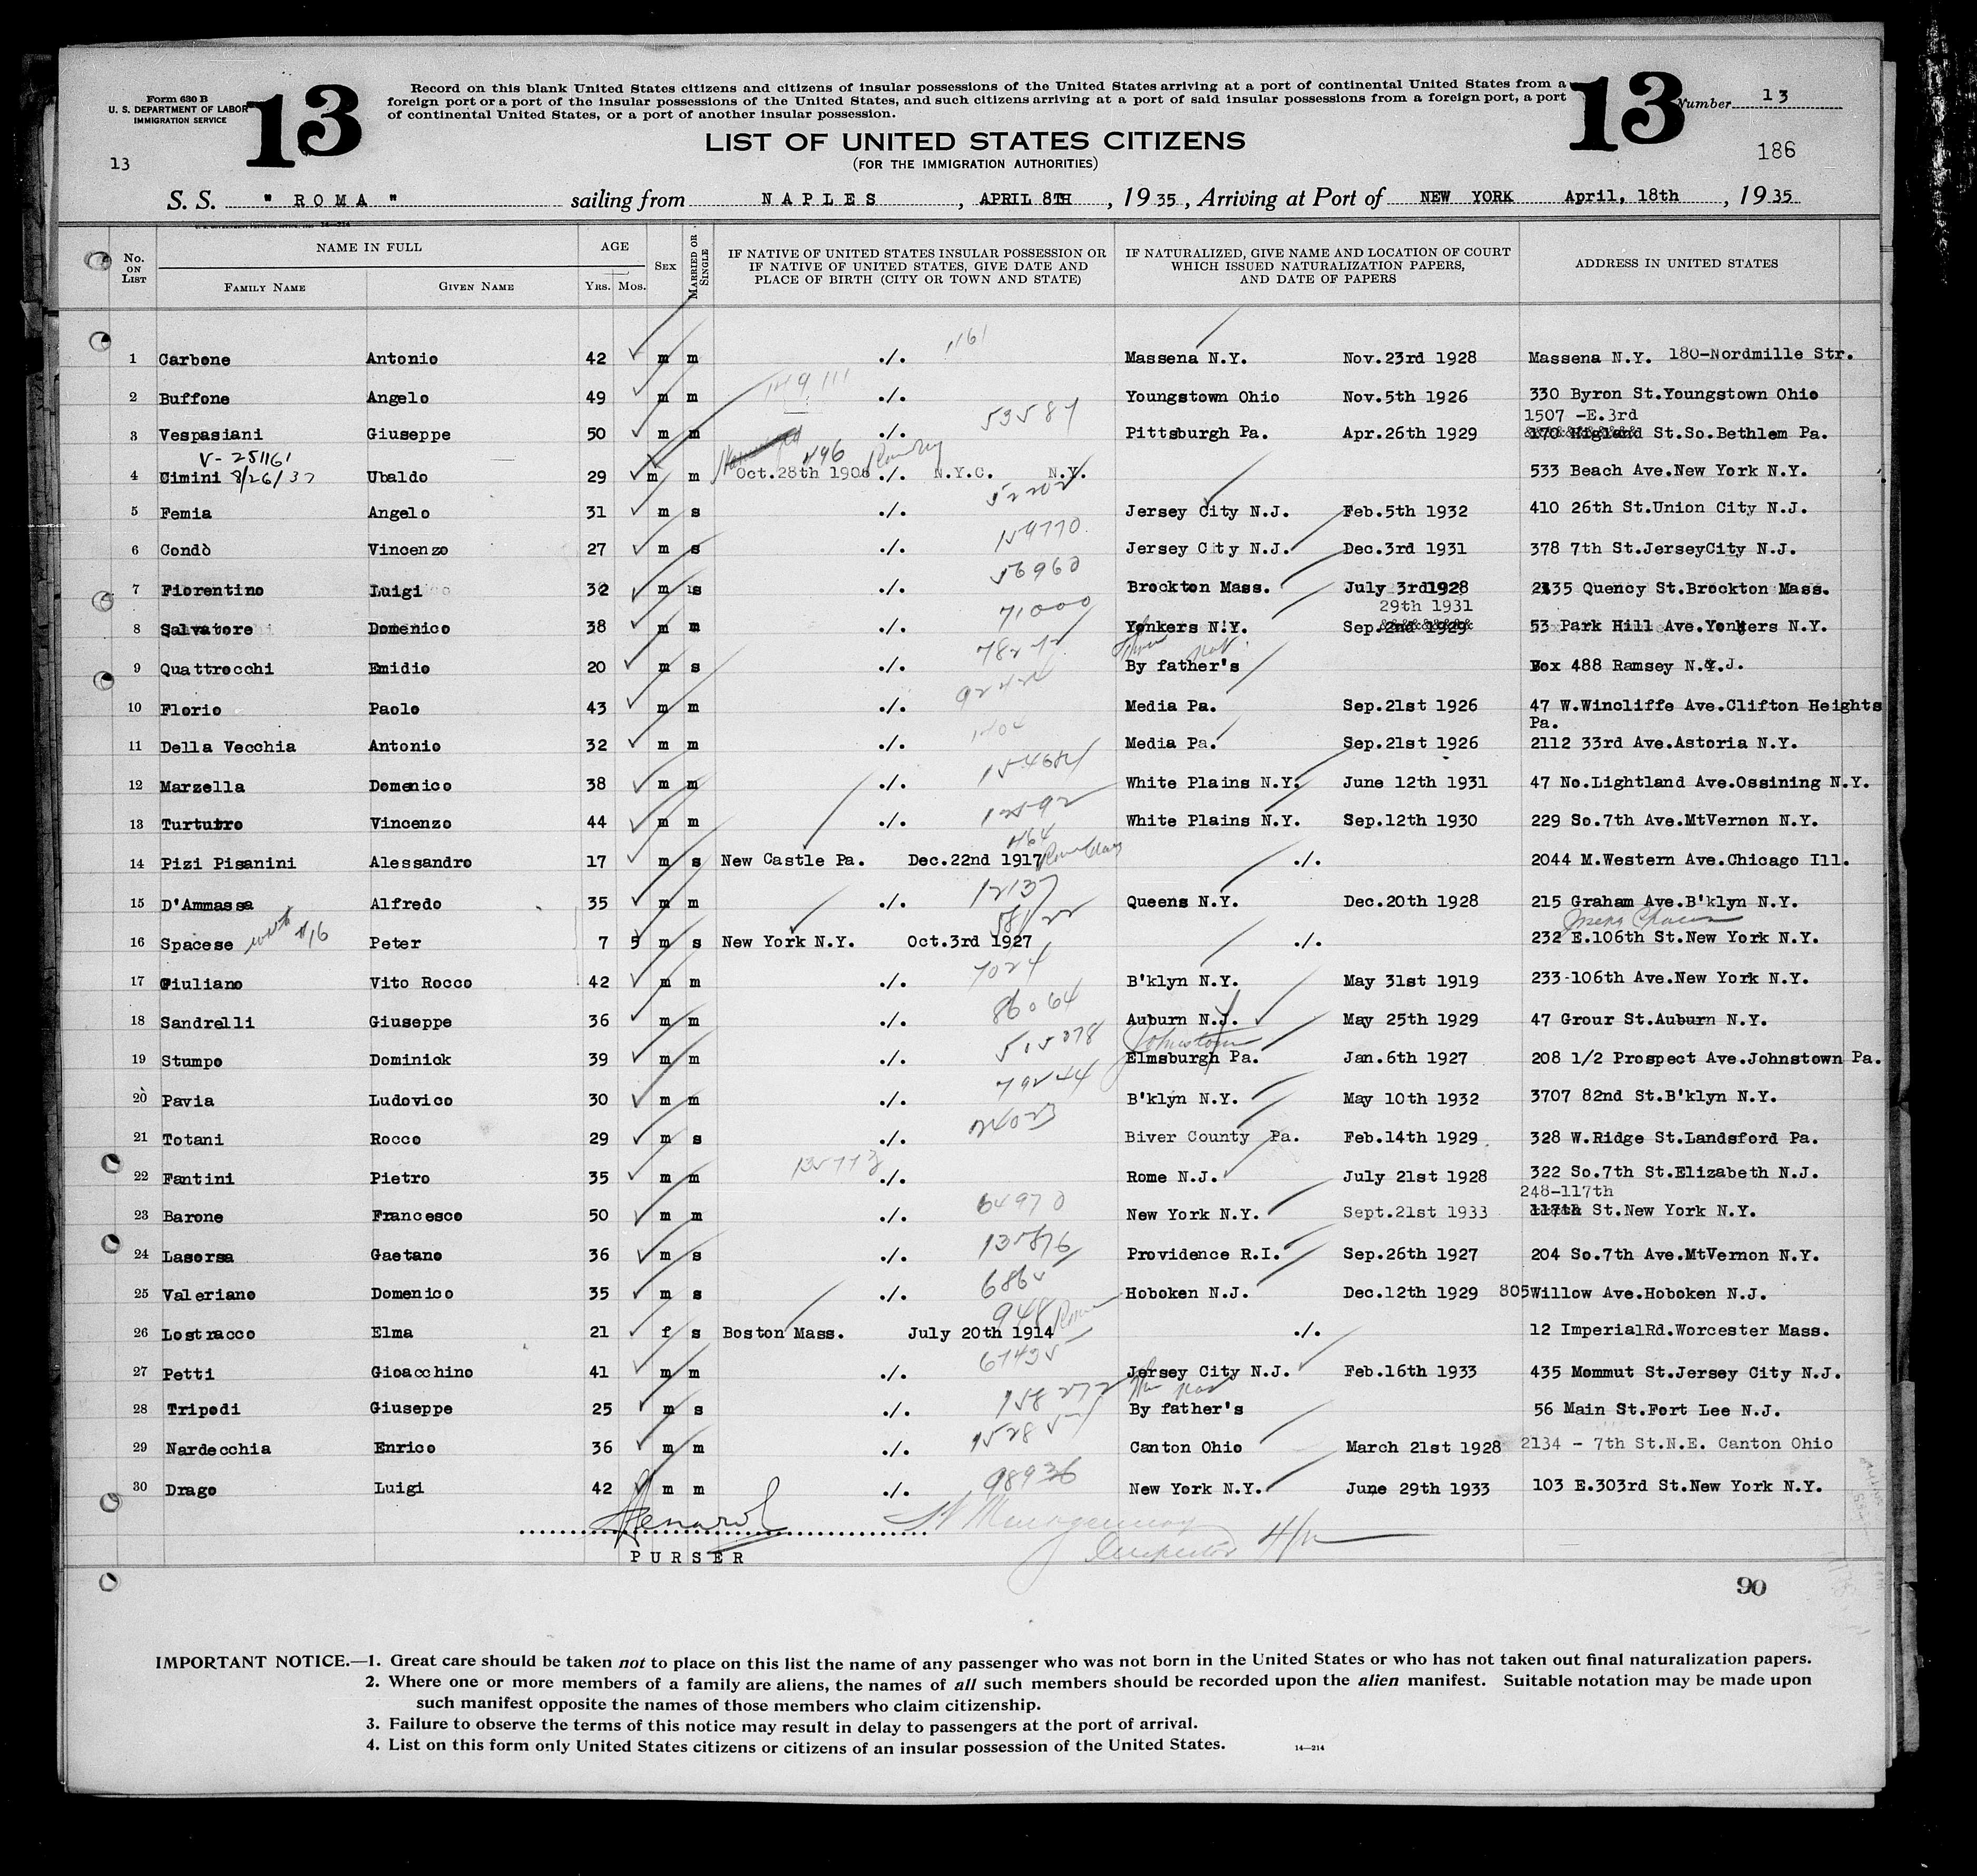 Form 630 B
U. S. DEPARTMENT OF LABOR
IMMIGRATION SERVICE
13
13
Record on this blank United States citizens and citizens of insular possessions of the United States arriving at a port of continental United States from a
foreign port or a port of the insular possessions of the United States, and such citizens arriving at a port of said insular possessions from a foreign port, a port
of continental United States, or a port of another insular possession.
13
Number 13
186
LIST OF UNITED STATES CITIZENS
(FOR THE IMMIGRATION AUTHORITIES)
S. S. " ROMA " sailing from NAPLES, APRIL 8TH, 1935, Arriving at Port of NEW YORK April, 18th, 1935
No. ON LIST NAME IN FULL FAMILY NAME GIVEN NAME AGE YRS. MOS. SEX MARRIED OR SINGLE IF NATIVE OF UNITED STATES INSULAR POSSESSION OR IF NATIVE OF UNITED STATES, GIVE DATE AND PLACE OF BIRTH (CITY OR TOWN AND STATE) IF NATURALIZED, GIVE NAME AND LOCATION OF COURT WHICH ISSUED NATURALIZATION PAPERS, AND DATE OF PAPERS ADDRESS IN UNITED STATES
1 Carbone Antonio 42 m m ./. Massena N.Y. Nov.23rd 1928 Massena N.Y. 180-Nordmille Str.
2 Buffone Angelo 49 m m ./. Youngstown Ohio Nov.5th 1926 330 Byron St.Youngstown Ohio
1507 -E.3rd
3 Vespasiani Giuseppe 50 m m ./. 53587 Pittsburgh Pa. Apr.26th 1929 170 Higland St.So.Bethlem Pa.
V- 251161
4 Cimini 8/26/37 Ubaldo 29 m m Oct.28th 1906 ./. N.Y.C. N.Y. 533 Beach Ave.New York N.Y.
5 Femia Angelo 31 m s ./. Jersey City N.J. Feb.5th 1932 410 26th St.Union City N.J.
6 Condò Vincenzo 27 m s ./. 159770 Jersey City N.J. Dec.3rd 1931 378 7th St.JerseyCity N.J.
7 Fiorentino Luigi 32 m s ./. 56960 Brockton Mass. July 3rd1928 2835 Quency St.Brockton Mass.
29th 1931
8 Salvatore Domenico 38 m m ./. 71000 Yonkers N.Y. Sep.2nd 1929 53 Park Hill Ave.Yonkers N.Y.
9 Quattrocchi Emidio 20 m s ./. By father's Box 488 Ramsey N.J.
10 Florio Paolo 43 m m ./. Media Pa. Sep.21st 1926 47 W.Wincliffe Ave.Clifton Heights
Pa.
11 Della Vecchia Antonio 32 m m ./. Media Pa. Sep.21st 1926 2112 33rd Ave.Astoria N.Y.
12 Marzella Domenico 38 m m ./. White Plains N.Y. June 12th 1931 47 No.Lightland Ave.Ossining N.Y.
13 Turturro Vincenzo 44 m m ./. White Plains N.Y. Sep.12th 1930 229 So.7th Ave.MtVernon N.Y.
14 Pizi Pisanini Alessandro 17 m s New Castle Pa. Dec.22nd 1917 ./. 2044 M.Western Ave.Chicago Ill.
15 D'Ammassa Alfredo 35 m m ./. 12137 Queens N.Y. Dec.20th 1928 215 Graham Ave.B'klyn N.Y.
16 Spacese Peter 7 5 m s New York N.Y. Oct.3rd 1927 ./. 232 E.106th St.New York N.Y.
17 Giuliano Vito Rocco 42 m m ./. 7024 B'klyn N.Y. May 31st 1919 233-106th Ave.New York N.Y.
18 Sandrelli Giuseppe 36 m m ./. 86064 Auburn N.J. May 25th 1929 47 Grour St.Auburn N.Y.
Johnstown
19 Stumpo Dominick 39 m m ./. 515078 Elmsburgh Pa. Jan.6th 1927 208 1/2 Prospect Ave.Johnstown Pa.
20 Pavia Ludovico 30 m m ./. B'klyn N.Y. May 10th 1932 3707 82nd St.B'klyn N.Y.
21 Totani Rocco 29 m s ./. Biver County Pa. Feb.14th 1929 328 W.Ridge St.Landsford Pa.
22 Fantini Pietro 35 m m ./. Rome N.J. July 21st 1928 322 So.7th St.Elizabeth N.J.
248-117th
23 Barone Francesco 50 m m ./. 64970 New York N.Y. Sept.21st 1933 117th St.New York N.Y.
24 Lasorsa Gaetano 36 m s ./. 135876 Providence R.I. Sep.26th 1927 204 So.7th Ave.MtVernon N.Y.
25 Valeriano Domenico 35 m s ./. Hoboken N.J. Dec.12th 1929 805Willow Ave.Hoboken N.J.
26 Lostracco Elma 21 f s Boston Mass. July 20th 1914 ./. 12 ImperialRd.Worcester Mass.
27 Petti Gioacchino 41 m m ./. 67435 Jersey City N.J. Feb.16th 1933 435 Mommut St.Jersey City N.J.
28 Tripodi Giuseppe 25 m s ./. 158272 By father's 56 Main St.Fort Lee N.J.
29 Nardecchia Enrico 36 m m ./. Canton Ohio March 21st 1928 2134 - 7th St.N.E. Canton Ohio
30 Drago Luigi 42 m m ./. 98936 New York N.Y. June 29th 1933 103 E.303rd St.New York N.Y.
PURSER
Inspector
90
IMPORTANT NOTICE.—1. Great care should be taken not to place on this list the name of any passenger who was not born in the United States or who has not taken out final naturalization papers.
2. Where one or more members of a family are aliens, the names of all such members should be recorded upon the alien manifest. Suitable notation may be made upon
such manifest opposite the names of those members who claim citizenship.
3. Failure to observe the terms of this notice may result in delay to passengers at the port of arrival.
4. List on this form only United States citizens or citizens of an insular possession of the United States.
14—214